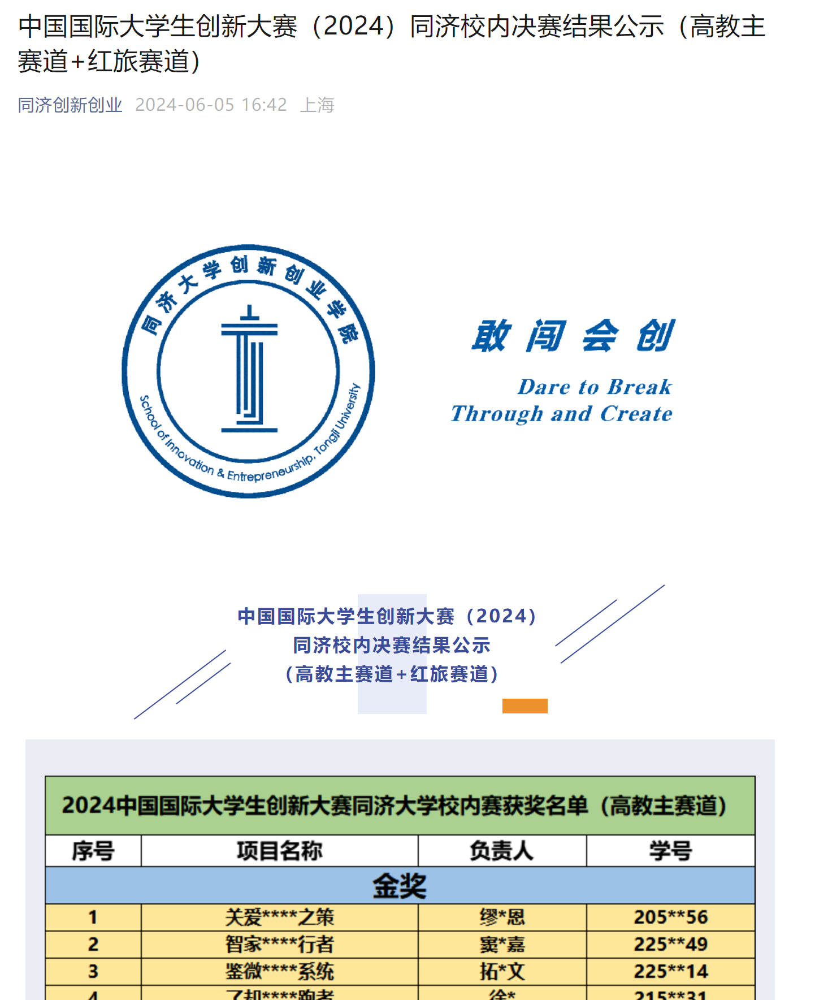 中国国际大学生创新大赛（2024）同济校内决赛结果公示（高教主
赛道+红旅赛道）
同济创新创业 2024-06-05 16:42 上海
同济大学创新创业学院
School of Innovation & Entrepreneurship, Tongji University
敢闯会创
Dare to Break
Through and Create
中国国际大学生创新大赛（2024）
同济校内决赛结果公示
（高教主赛道+红旅赛道）
2024中国国际大学生创新大赛同济大学校内赛获奖名单（高教主赛道）
序号 项目名称 负责人 学号
金奖
1 关爱****之策 缪*恩 205**56
2 智家****行者 窦*嘉 225**49
3 鉴微****系统 拓*文 225**14
4 了却****跑者 徐* 215**31